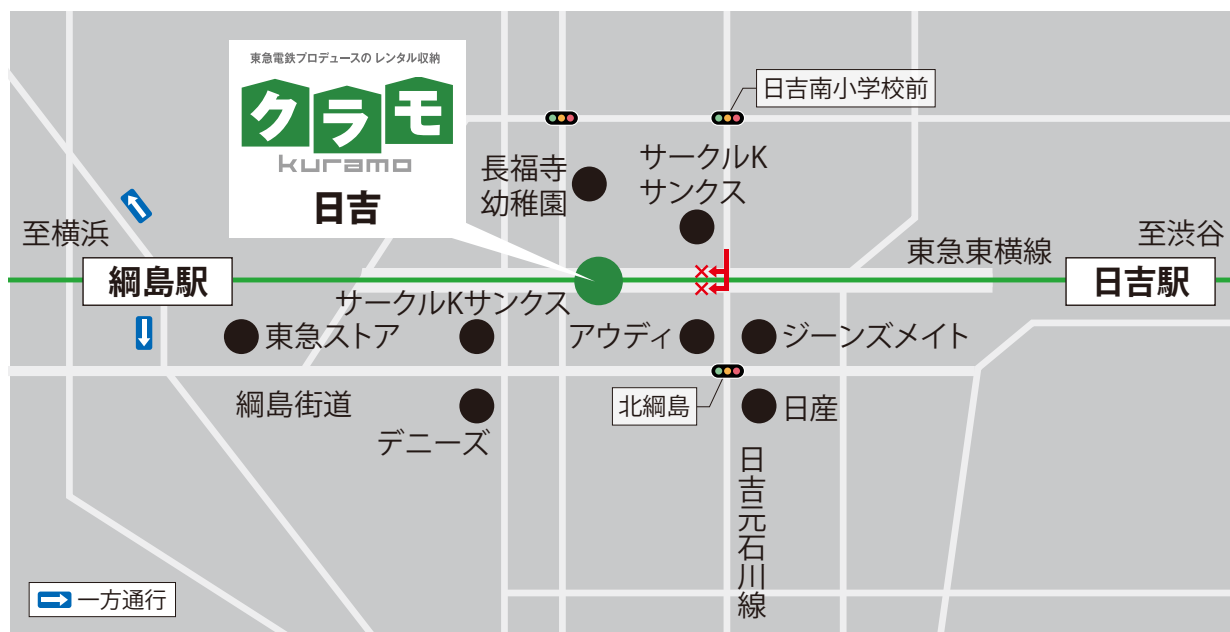 東急電鉄プロデュースの レンタル収納
クラモ
kuramo
日吉
日吉南小学校前
長福寺
幼稚園
サークルK
サンクス
至横浜
東急東横線
至渋谷
綱島駅
日吉駅
サークルKサンクス
東急ストア
アウディ
ジーンズメイト
綱島街道
デニーズ
北綱島
日産
日吉元石川線
一方通行